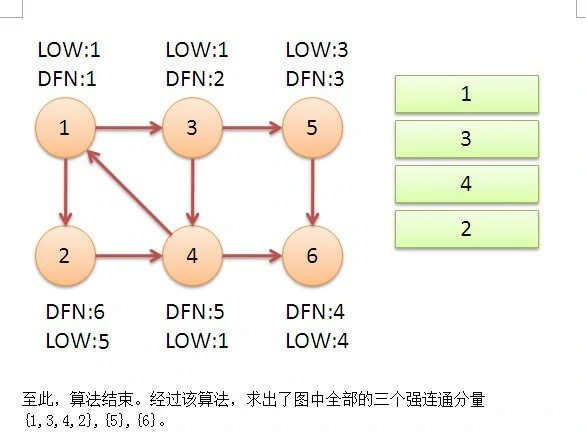 LOW:1 LOW:1 LOW:3
DFN:1 DFN:2 DFN:3
1 3 5
2 4 6
DFN:6 DFN:5 DFN:4
LOW:5 LOW:1 LOW:4
1
3
4
2
至此，算法结束。经过该算法，求出了图中全部的三个强连通分量
{1,3,4,2},{5},{6}。